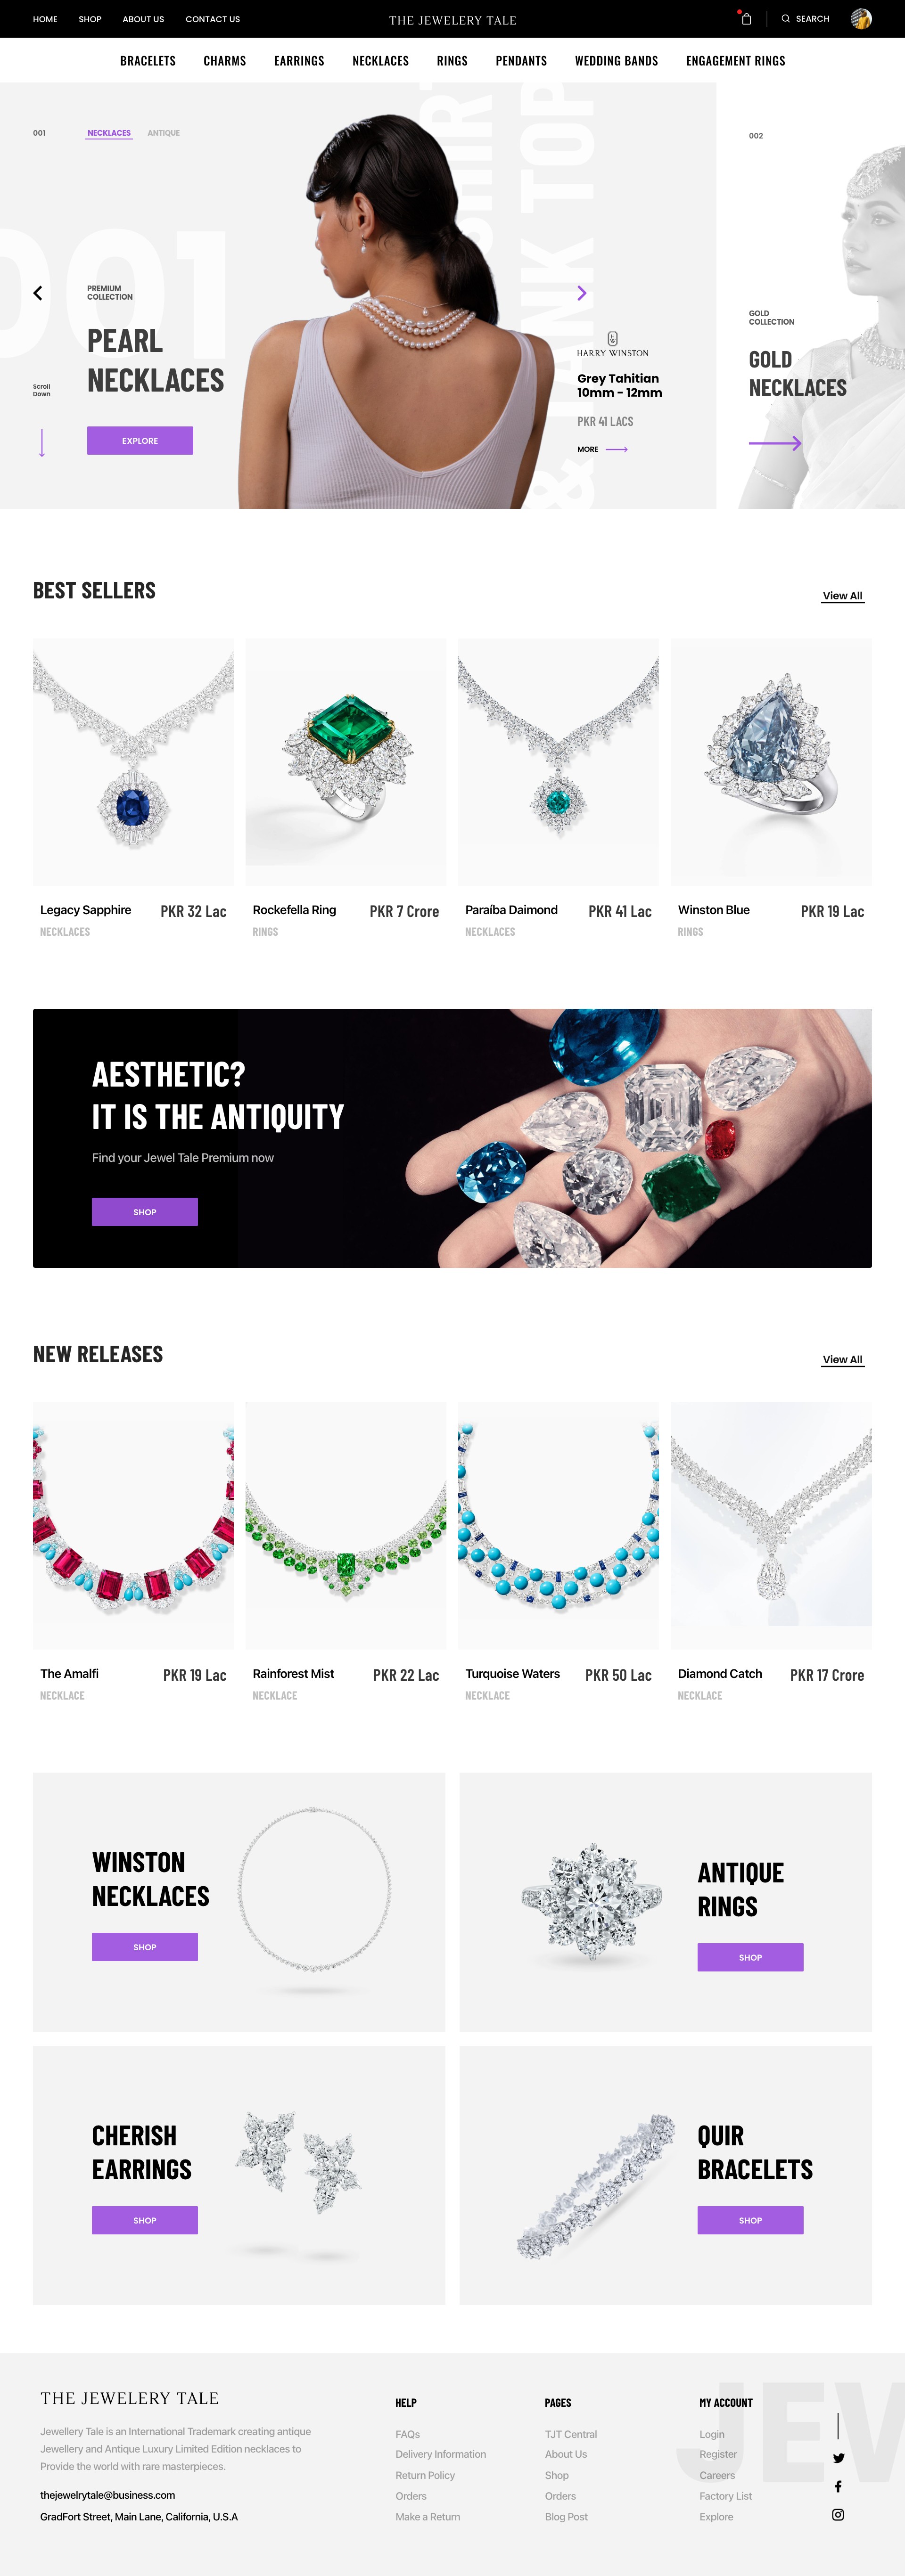 HOME SHOP ABOUT US CONTACT US
THE JEWELERY TALE
SEARCH
BRACELETS CHARMS EARRINGS NECKLACES RINGS PENDANTS WEDDING BANDS ENGAGEMENT RINGS
001
NECKLACES ANTIQUE
001
PREMIUM
COLLECTION
PEARL
NECKLACES
Scroll
Down
EXPLORE
HARRY WINSTON
Grey Tahitian
10mm - 12mm
PKR 41 LACS
MORE
002
GOLD
COLLECTION
GOLD
NECKLACES
BEST SELLERS
View All
Legacy Sapphire PKR 32 Lac
NECKLACES
Rockefella Ring PKR 7 Crore
RINGS
Paraíba Daimond PKR 41 Lac
NECKLACES
Winston Blue PKR 19 Lac
RINGS
AESTHETIC?
IT IS THE ANTIQUITY
Find your Jewel Tale Premium now
SHOP
NEW RELEASES
View All
The Amalfi PKR 19 Lac
NECKLACE
Rainforest Mist PKR 22 Lac
NECKLACE
Turquoise Waters PKR 50 Lac
NECKLACE
Diamond Catch PKR 17 Crore
NECKLACE
WINSTON
NECKLACES
SHOP
ANTIQUE
RINGS
SHOP
CHERISH
EARRINGS
SHOP
QUIR
BRACELETS
SHOP
THE JEWELERY TALE
Jewellery Tale is an International Trademark creating antique
Jewellery and Antique Luxury Limited Edition necklaces to
Provide the world with rare masterpieces.
thejewelrytale@business.com
GradFort Street, Main Lane, California, U.S.A
HELP
FAQs
Delivery Information
Return Policy
Orders
Make a Return
PAGES
TJT Central
About Us
Shop
Orders
Blog Post
MY ACCOUNT
Login
Register
Careers
Factory List
Explore